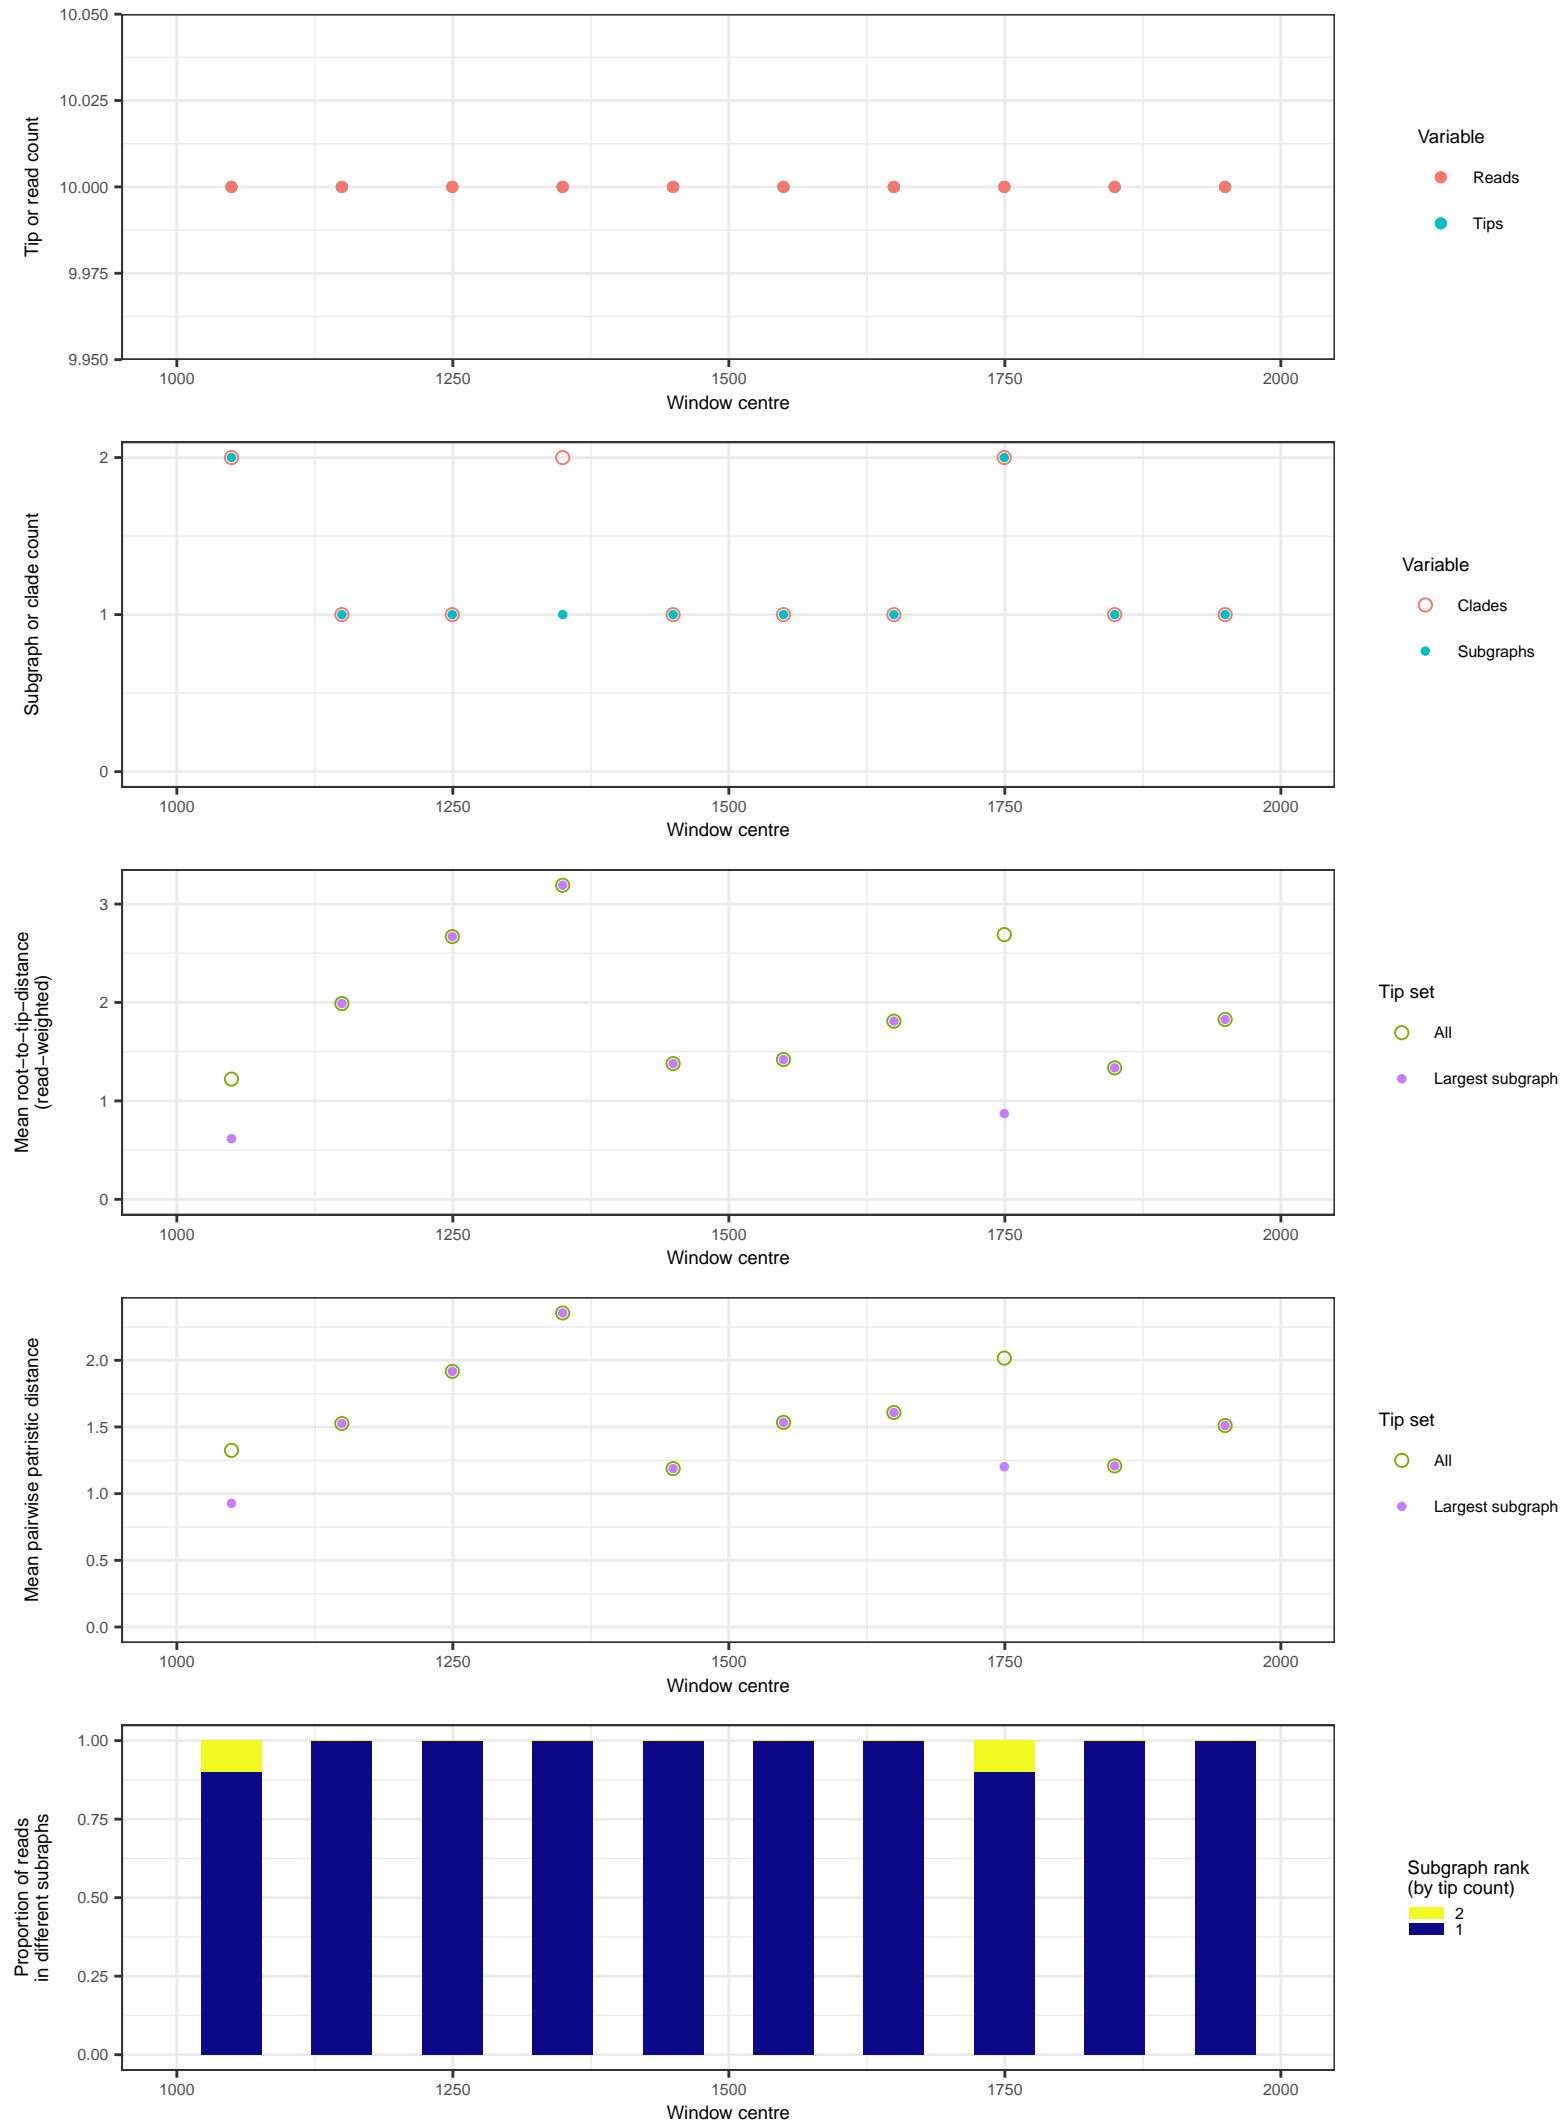 10.050
10.025
10.000
9.975
9.950
Tip or read count
1000 1250 1500 1750 2000
Window centre
Variable
Reads
Tips
2
1
0
Subgraph or clade count
1000 1250 1500 1750 2000
Window centre
Variable
Clades
Subgraphs
3
2
1
0
Mean root−to−tip−distance
(read−weighted)
1000 1250 1500 1750 2000
Window centre
Tip set
All
Largest subgraph
2.0
1.5
1.0
0.5
0.0
Mean pairwise patristic distance
1000 1250 1500 1750 2000
Window centre
Tip set
All
Largest subgraph
1.00
0.75
0.50
0.25
0.00
Proportion of reads
in different subraphs
1000 1250 1500 1750 2000
Window centre
Subgraph rank
(by tip count)
2
1